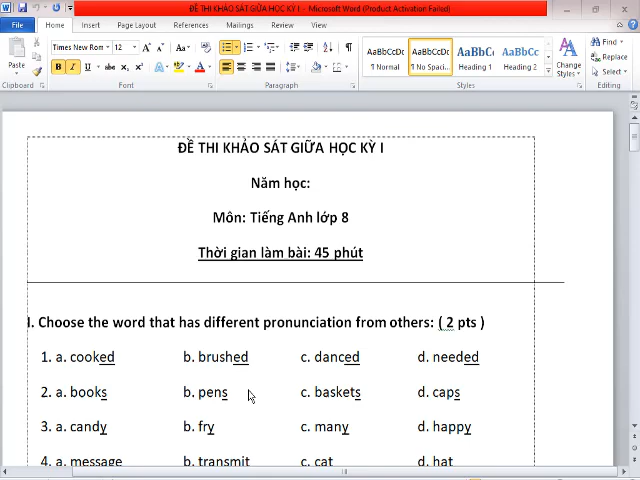 ĐỀ THI KHẢO SÁT GIỮA HỌC KỲ I - Microsoft Word (Product Activation Failed)
File Home Insert Page Layout References Mailings Review View
Times New Rom 12
Paste
B I
AaBbCcDc AaBbCcDc AaBbC AaBbCc
¶ Normal ¶ No Spaci... Heading 1 Heading 2
Change Styles
Find
Replace
Select
Clipboard Font Paragraph Styles Editing
ĐỀ THI KHẢO SÁT GIỮA HỌC KỲ I
Năm học:
Môn: Tiếng Anh lớp 8
Thời gian làm bài: 45 phút
I. Choose the word that has different pronunciation from others: ( 2 pts )
1. a. cooked b. brushed c. danced d. needed
2. a. books b. pens c. baskets d. caps
3. a. candy b. fry c. many d. happy
4. a. message b. transmit c. cat d. hat